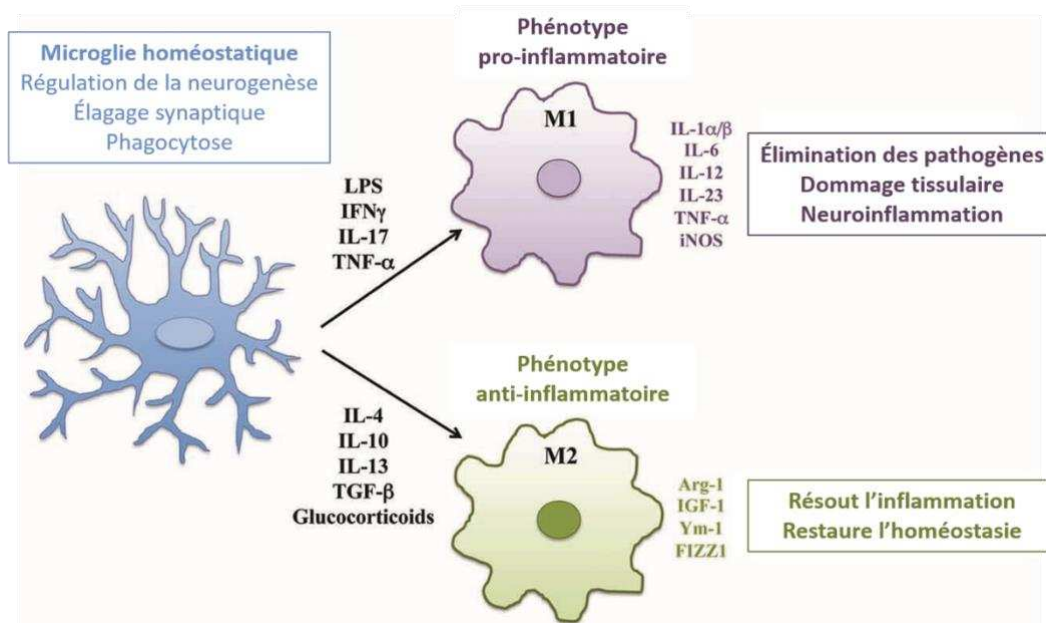 Microglie homéostatique
Régulation de la neurogenèse
Élagage synaptique
Phagocytose
Phénotype
pro-inflammatoire
M1
LPS
IFNγ
IL-17
TNF-α
IL-1α/β
IL-6
IL-12
IL-23
TNF-α
iNOS
Élimination des pathogènes
Dommage tissulaire
Neuroinflammation
Phénotype
anti-inflammatoire
M2
IL-4
IL-10
IL-13
TGF-β
Glucocorticoids
Arg-1
IGF-1
Ym-1
FIZZ1
Résout l’inflammation
Restaure l’homéostasie